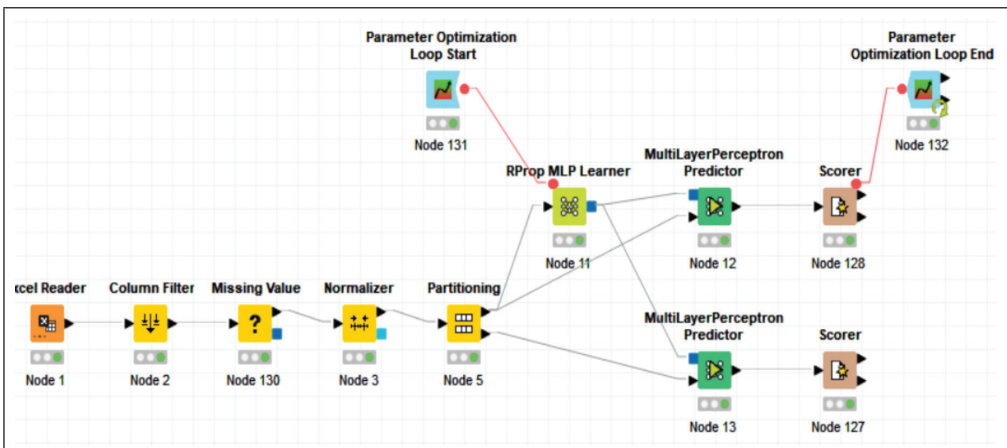 Parameter Optimization
Loop Start
Node 131
Parameter
Optimization Loop End
Node 132
RProp MLP Learner
Node 11
MultiLayerPerceptron
Predictor
Node 12
Scorer
Node 128
xcel Reader
Node 1
Column Filter
Node 2
Missing Value
?
Node 130
Normalizer
Node 3
Partitioning
Node 5
MultiLayerPerceptron
Predictor
Node 13
Scorer
Node 127